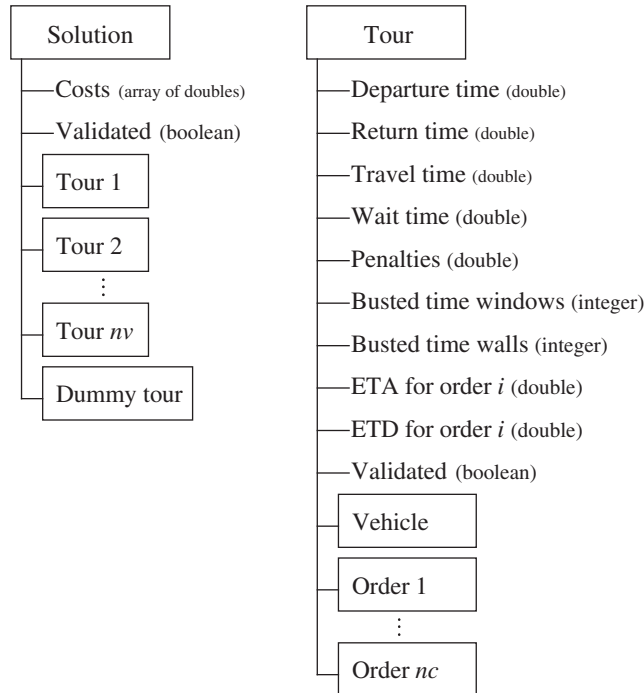 Solution
Costs (array of doubles)
Validated (boolean)
Tour 1
Tour 2
⋮
Tour nv
Dummy tour
Tour
Departure time (double)
Return time (double)
Travel time (double)
Wait time (double)
Penalties (double)
Busted time windows (integer)
Busted time walls (integer)
ETA for order i (double)
ETD for order i (double)
Validated (boolean)
Vehicle
Order 1
⋮
Order nc